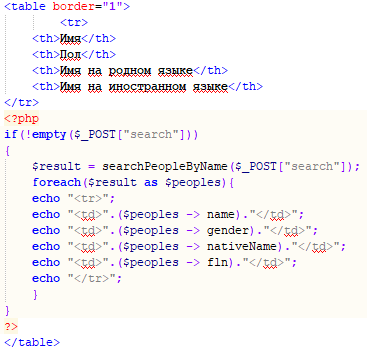 <table border="1">
<tr>
<th>Имя</th>
<th>Пол</th>
<th>Имя на родном языке</th>
<th>Имя на иностранном языке</th>
</tr>
<?php
if(!empty($_POST["search"]))
{
$result = searchPeopleByName($_POST["search"]);
foreach($result as $peoples){
echo "<tr>";
echo "<td>".($peoples -> name)."</td>";
echo "<td>".($peoples -> gender)."</td>";
echo "<td>".($peoples -> nativeName)."</td>";
echo "<td>".($peoples -> fln)."</td>";
echo "</tr>";
}
}
?>
</table>